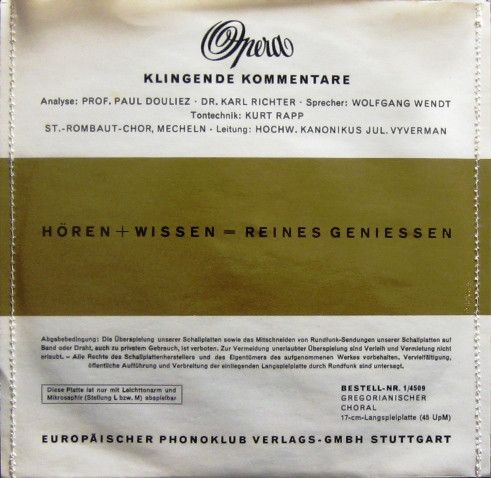 Opera
KLINGENDE KOMMENTARE
Analyse: PROF. PAUL DOULIEZ · DR. KARL RICHTER · Sprecher: WOLFGANG WENDT
Tontechnik: KURT RAPP
ST.-ROMBAUT-CHOR, MECHELN · Leitung: HOCHW. KANONIKUS JUL. VYVERMAN
HÖREN + WISSEN = REINES GENIESSEN
Abgabebedingung: Die Überspielung unserer Schallplatten sowie das Mitschneiden von Rundfunk-Sendungen unserer Schallplatten auf
Band oder Draht, auch zu privatem Gebrauch, ist verboten. Zur Vermeidung unerlaubter Überspielung sind Verleih und Vermietung nicht
erlaubt. – Alle Rechte des Schallplattenherstellers und des Eigentümers des aufgenommenen Werkes vorbehalten. Vervielfältigung,
öffentliche Aufführung und Verbreitung der einliegenden Langspielplatte durch Rundfunk sind untersagt.
Diese Platte ist nur mit Leichttonarm und
Mikrosaphir (Stellung L bzw. M) abspielbar
BESTELL-NR. 1/4509
GREGORIANISCHER
CHORAL
17-cm-Langspielplatte (45 UpM)
EUROPÄISCHER PHONOKLUB VERLAGS-GMBH STUTTGART